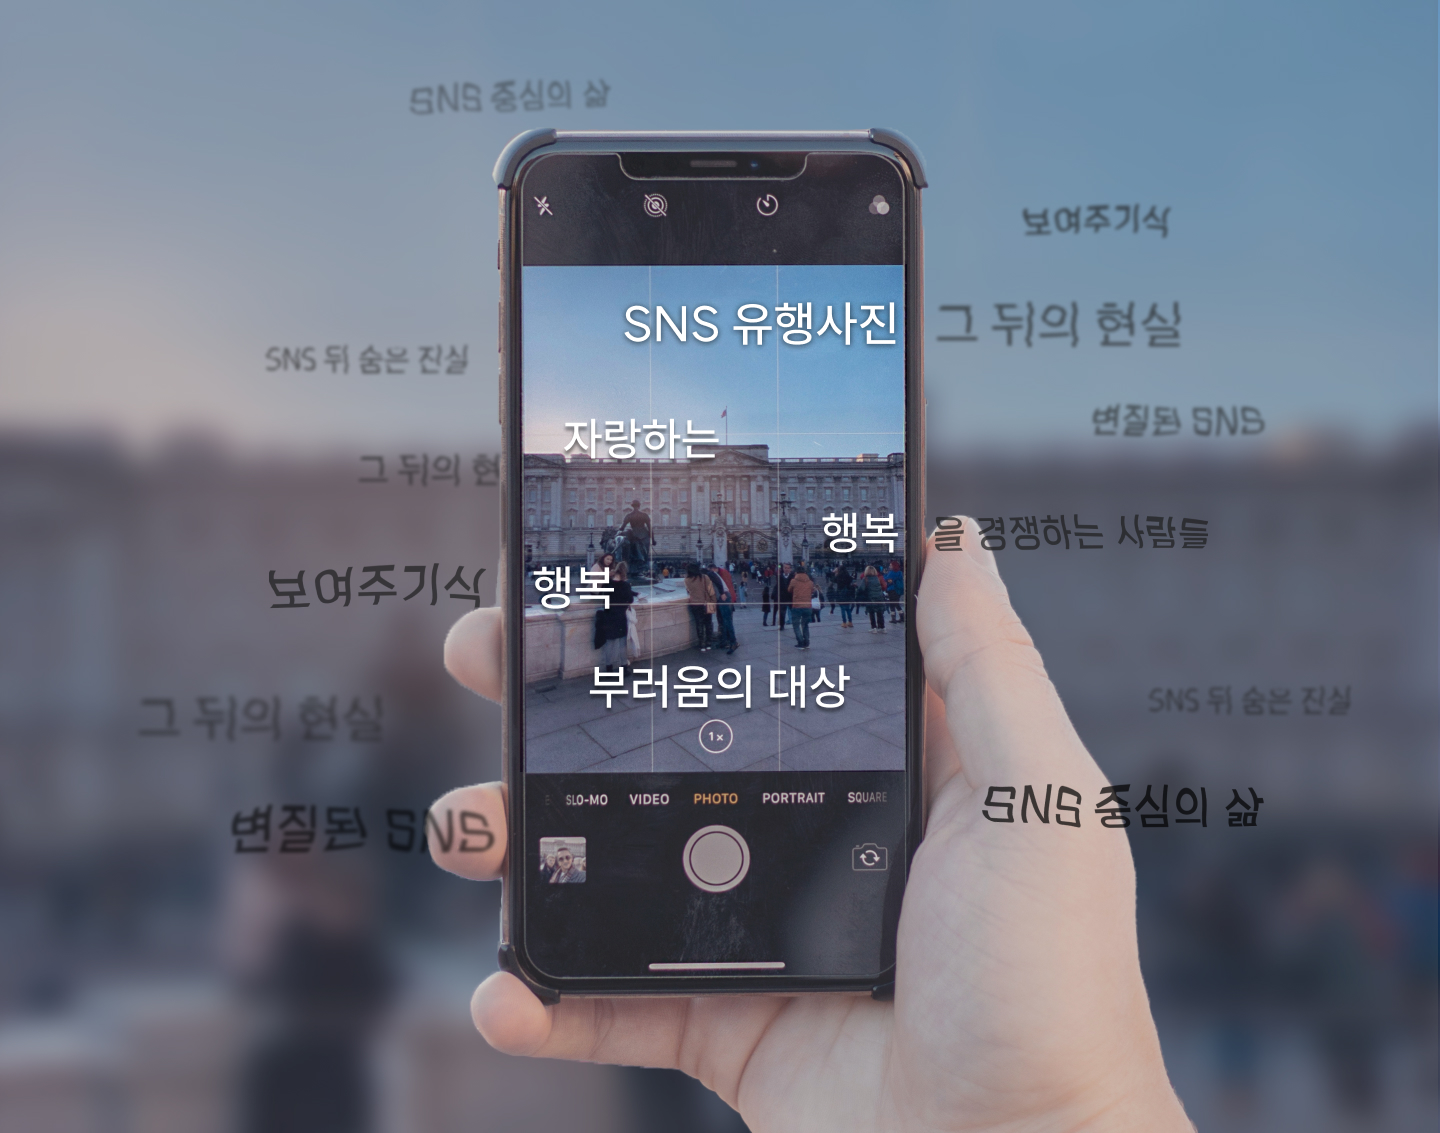 SNS 중심의 삶
보여주기식
SNS 유행사진 그 뒤의 현실
SNS 뒤 숨은 진실
변질된 SNS
자랑하는
그 뒤의 현
행복을 경쟁하는 사람들
보여주기식 행복
부러움의 대상
SNS 뒤 숨은 진실
그 뒤의 현실
1×
SLO-MO VIDEO PHOTO PORTRAIT SQUARE
SNS 중심의 삶
변질된 SNS